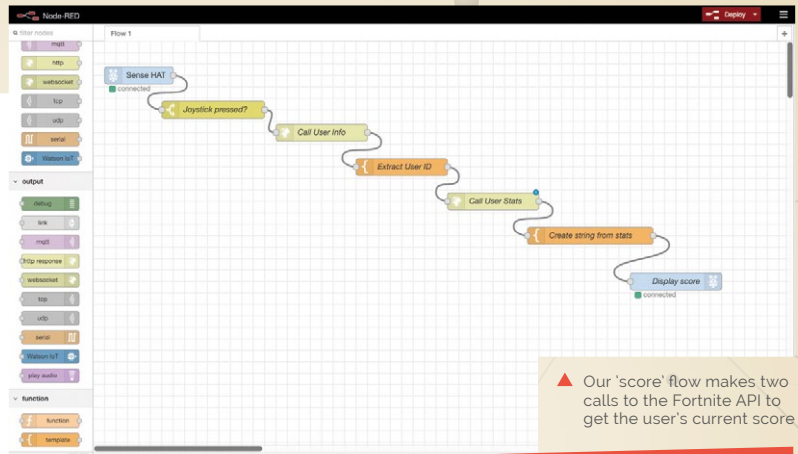 Node-RED
Deploy
filter nodes
Flow 1
+
mqtt
http
websocket
tcp
udp
serial
Watson IoT
output
debug
link
mqtt
http response
websocket
tcp
udp
serial
Watson IoT
play audio
function
function
template
Sense HAT
connected
Joystick pressed?
Call User Info
Extract User ID
Call User Stats
Create string from stats
Display score
connected
Our ‘score’ flow makes two
calls to the Fortnite API to
get the user’s current score